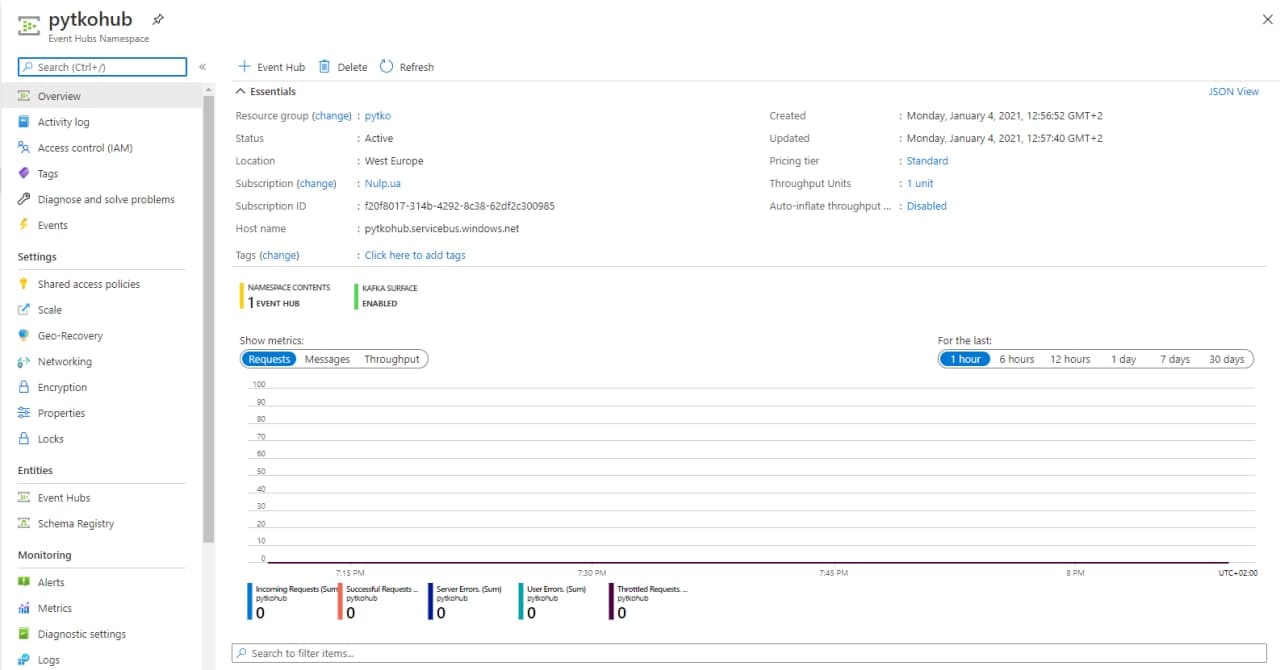 pytkohub
Event Hubs Namespace
Search (Ctrl+/)
«
Overview
Activity log
Access control (IAM)
Tags
Diagnose and solve problems
Events
Settings
Shared access policies
Scale
Geo-Recovery
Networking
Encryption
Properties
Locks
Entities
Event Hubs
Schema Registry
Monitoring
Alerts
Metrics
Diagnostic settings
Logs
Event Hub Delete Refresh
Essentials JSON View
Resource group (change) : pytko
Status : Active
Location : West Europe
Subscription (change) : Nulp.ua
Subscription ID : f20f8017-314b-4292-8c38-62df2c300985
Host name : pytkohub.servicebus.windows.net
Tags (change) : Click here to add tags
Created : Monday, January 4, 2021, 12:56:52 GMT+2
Updated : Monday, January 4, 2021, 12:57:40 GMT+2
Pricing tier : Standard
Throughput Units : 1 unit
Auto-inflate throughput ... : Disabled
NAMESPACE CONTENTS
1 EVENT HUB
KAFKA SURFACE
ENABLED
Show metrics:
Requests Messages Throughput
For the last:
1 hour 6 hours 12 hours 1 day 7 days 30 days
100
90
80
70
60
50
40
30
20
10
0
7:15 PM 7:30 PM 7:45 PM 8 PM UTC+02:00
Incoming Requests (Sum)
pytkohub
0
Successful Requests ...
pytkohub
0
Server Errors. (Sum)
pytkohub
0
User Errors. (Sum)
pytkohub
0
Throttled Requests. ...
pytkohub
0
Search to filter items...